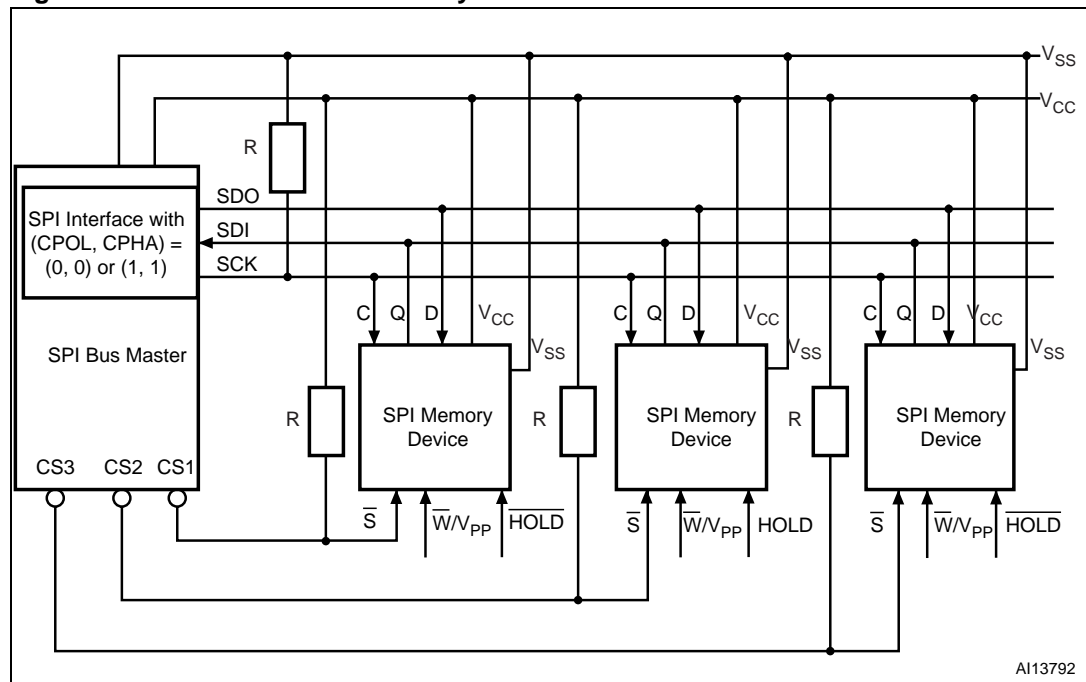 V_SS
V_CC
R
SDO
SPI Interface with
(CPOL, CPHA) =
(0, 0) or (1, 1)
SDI
SCK
SPI Bus Master
C Q D V_CC V_SS
C Q D V_CC V_SS
C Q D V_CC V_SS
R
SPI Memory
Device
R
SPI Memory
Device
R
SPI Memory
Device
CS3 CS2 CS1
S̅ W̅/V_PP H̅O̅L̅D̅
S̅ W̅/V_PP HOLD
S̅ W̅/V_PP H̅O̅L̅D̅
AI13792